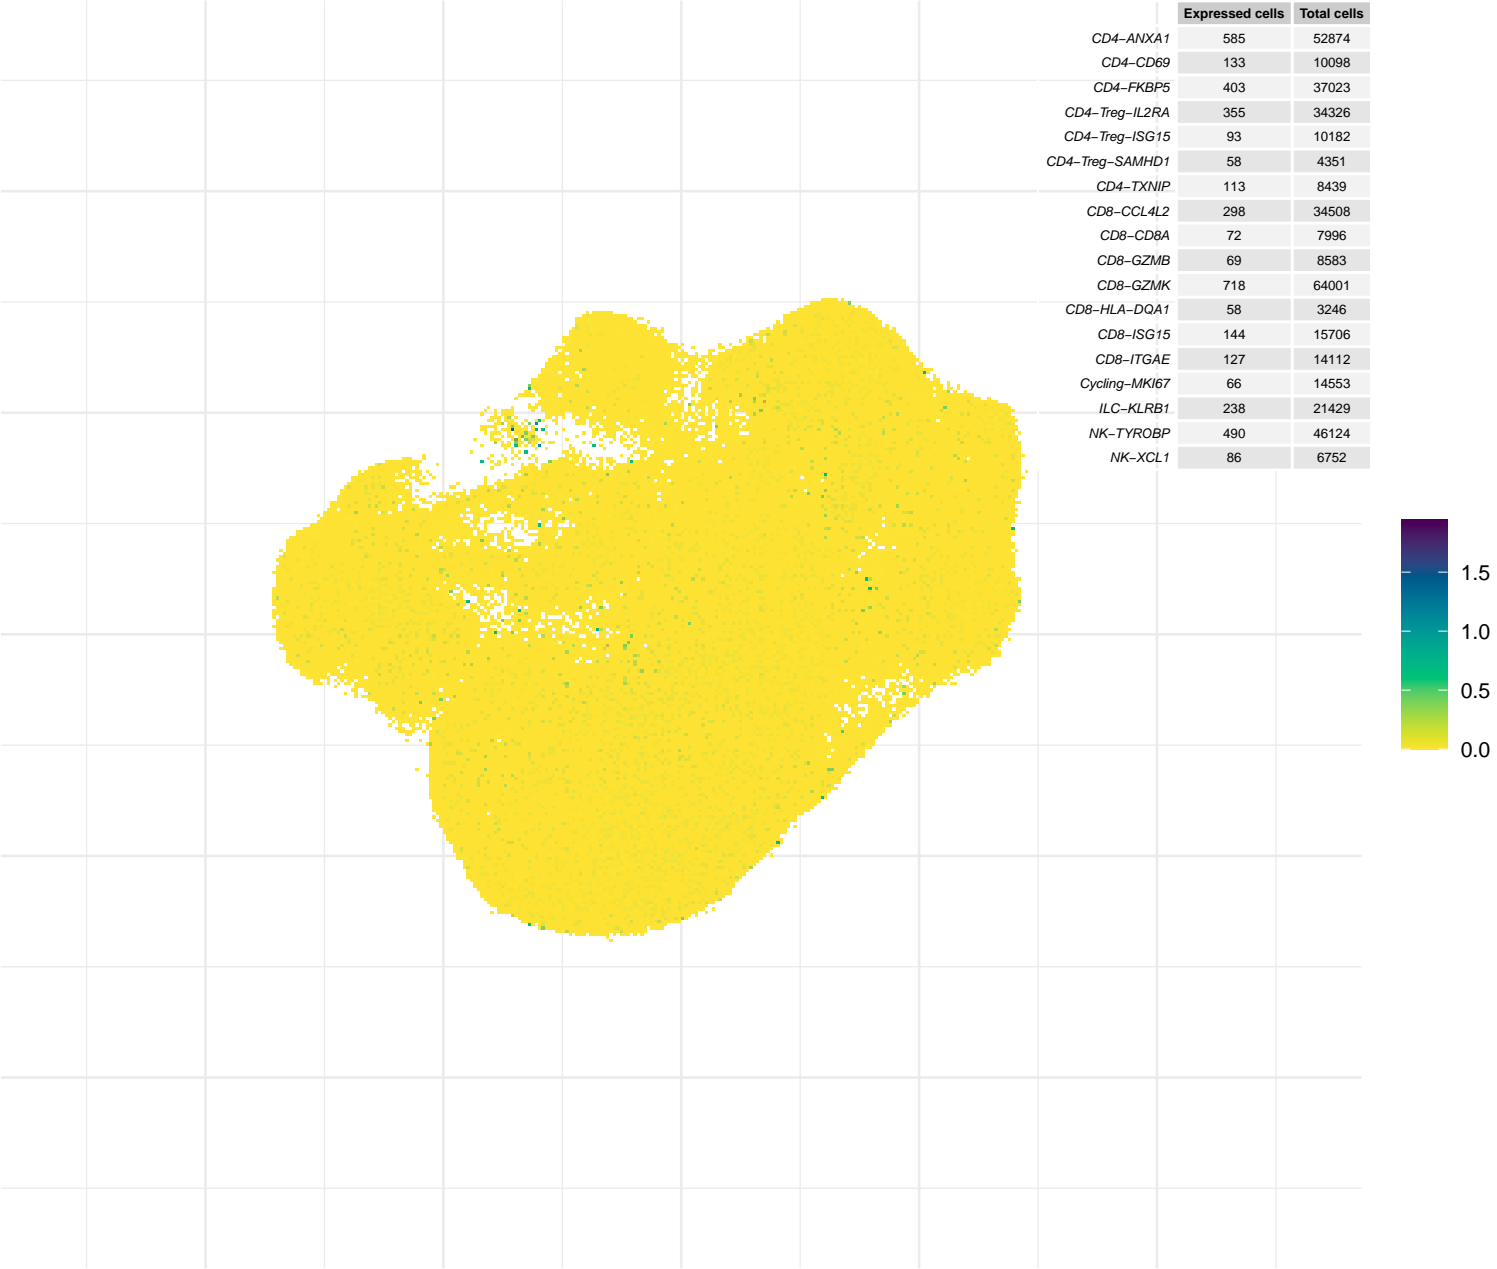 Expressed cells Total cells
CD4−ANXA1 585 52874
CD4−CD69 133 10098
CD4−FKBP5 403 37023
CD4−Treg−IL2RA 355 34326
CD4−Treg−ISG15 93 10182
CD4−Treg−SAMHD1 58 4351
CD4−TXNIP 113 8439
CD8−CCL4L2 298 34508
CD8−CD8A 72 7996
CD8−GZMB 69 8583
CD8−GZMK 718 64001
CD8−HLA−DQA1 58 3246
CD8−ISG15 144 15706
CD8−ITGAE 127 14112
Cycling−MKI67 66 14553
ILC−KLRB1 238 21429
NK−TYROBP 490 46124
NK−XCL1 86 6752
1.5
1.0
0.5
0.0